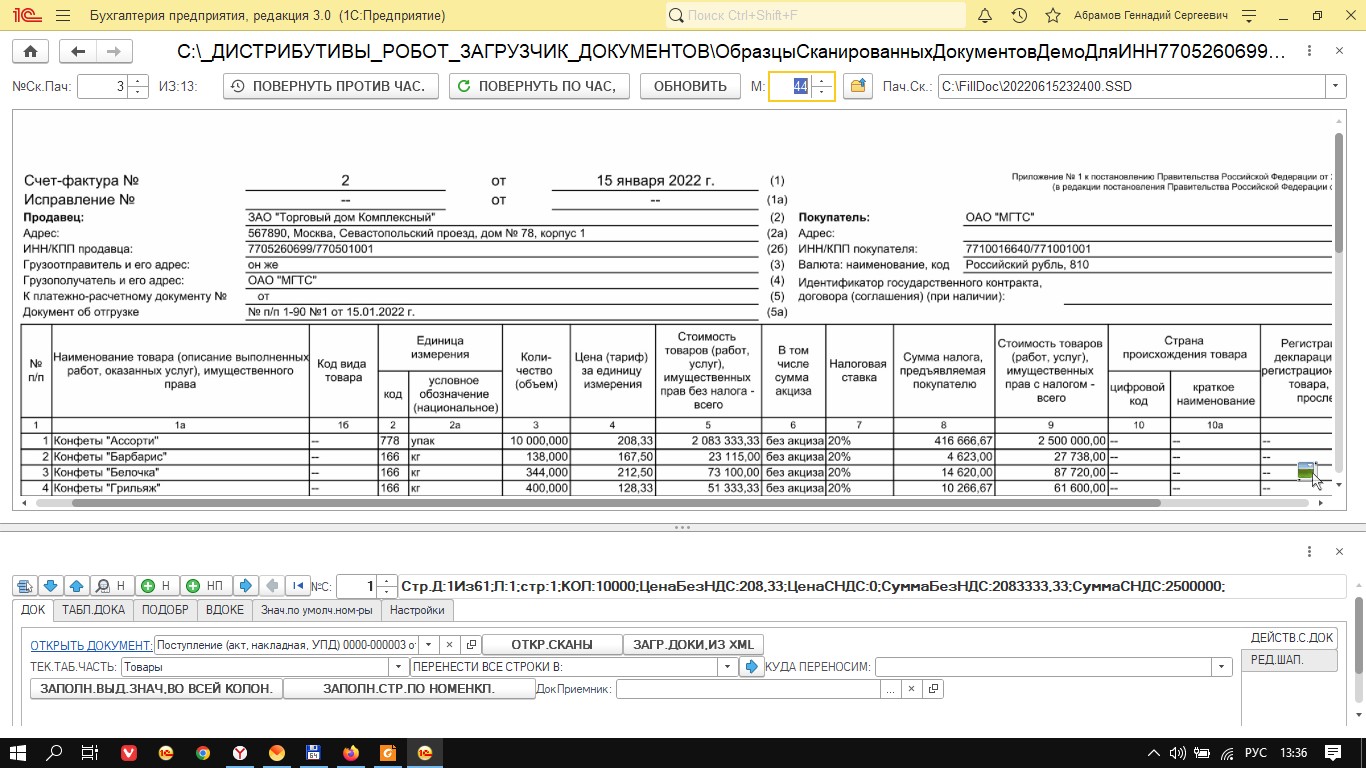 1С Бухгалтерия предприятия, редакция 3.0 (1С:Предприятие) Поиск Ctrl+Shift+F Абрамов Геннадий Сергеевич
C:\_ДИСТРИБУТИВЫ_РОБОТ_ЗАГРУЗЧИК_ДОКУМЕНТОВ\ОбразцыСканированныхДокументовДемоДляИНН7705260699...
№Ск.Пач: 3 ИЗ:13: ПОВЕРНУТЬ ПРОТИВ ЧАС. ПОВЕРНУТЬ ПО ЧАС, ОБНОВИТЬ М: 44 Пач.Ск.: C:\FillDoc\20220615232400.SSD
Счет-фактура № 2 от 15 января 2022 г. (1) Приложение № 1 к постановлению Правительства Российской Федерации от
Исправление № -- от -- (1а) (в редакции постановления Правительства Российской Федерации
Продавец: ЗАО "Торговый дом Комплексный" (2) Покупатель: ОАО "МГТС"
Адрес: 567890, Москва, Севастопольский проезд, дом № 78, корпус 1 (2а) Адрес:
ИНН/КПП продавца: 7705260699/770501001 (2б) ИНН/КПП покупателя: 7710016640/771001001
Грузоотправитель и его адрес: он же (3) Валюта: наименование, код Российский рубль, 810
Грузополучатель и его адрес: ОАО "МГТС" (4) Идентификатор государственного контракта,
К платежно-расчетному документу № от (5) договора (соглашения) (при наличии):
Документ об отгрузке № п/п 1-90 №1 от 15.01.2022 г. (5а)
№ п/п Наименование товара (описание выполненных работ, оказанных услуг), имущественного права Код вида товара Единица измерения код условное обозначение (национальное) Коли-чество (объем) Цена (тариф) за единицу измерения Стоимость товаров (работ, услуг), имущественных прав без налога - всего В том числе сумма акциза Налоговая ставка Сумма налога, предъявляемая покупателю Стоимость товаров (работ, услуг), имущественных прав с налогом - всего Страна происхождения товара цифровой код краткое наименование
1 1а 1б 2 2а 3 4 5 6 7 8 9 10 10а
1 Конфеты "Ассорти" -- 778 упак 10 000,000 208,33 2 083 333,33 без акциза 20% 416 666,67 2 500 000,00 -- -- --
2 Конфеты "Барбарис" -- 166 кг 138,000 167,50 23 115,00 без акциза 20% 4 623,00 27 738,00 -- -- --
3 Конфеты "Белочка" -- 166 кг 344,000 212,50 73 100,00 без акциза 20% 14 620,00 87 720,00 -- -- --
4 Конфеты "Грильяж" -- 166 кг 400,000 128,33 51 333,33 без акциза 20% 10 266,67 61 600,00 -- -- --
Н Н НП №С: 1 Стр.Д:1Из61;Л:1;стр:1;КОЛ:10000;ЦенаБезНДС:208,33;ЦенаСНДС:0;СуммаБезНДС:2083333,33;СуммаСНДС:2500000;
ДОК ТАБП.ДОКА ПОДОБР ВДОКЕ Знач.по умолч.ном-ры Настройки
ОТКРЫТЬ ДОКУМЕНТ: Поступление (акт, накладная, УПД) 0000-000003 о ОТКР.СКАНЫ ЗАГР.ДОКИ,ИЗ XML ДЕЙСТВ.С.ДОК
ТЕК.ТАБ.ЧАСТЬ: Товары ПЕРЕНЕСТИ ВСЕ СТРОКИ В: КУДА ПЕРЕНОСИМ: РЕД.ШАП.
ЗАПОЛН.ВЫД.ЗНАЧ,ВО ВСЕЙ КОЛОН. ЗАПОЛН.СТР.ПО НОМЕНКЛ. ДокПриемник:
РУС 13:36